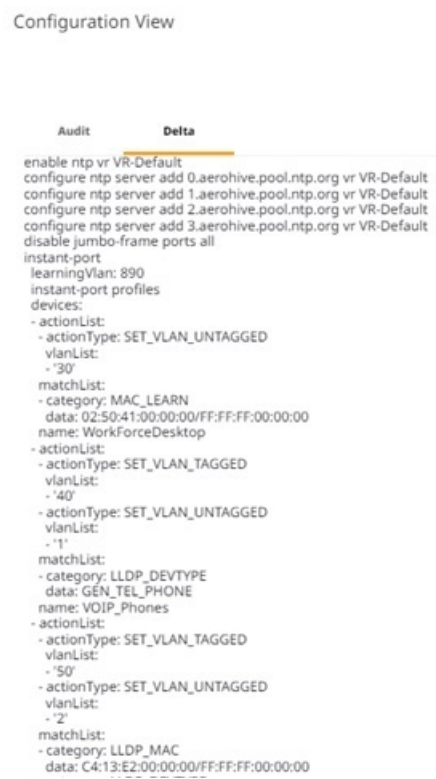 Configuration View
Audit Delta
enable ntp vr VR-Default
configure ntp server add 0.aerohive.pool.ntp.org vr VR-Default
configure ntp server add 1.aerohive.pool.ntp.org vr VR-Default
configure ntp server add 2.aerohive.pool.ntp.org vr VR-Default
configure ntp server add 3.aerohive.pool.ntp.org vr VR-Default
disable jumbo-frame ports all
instant-port
learningVlan: 890
instant-port profiles
devices:
- actionList:
- actionType: SET_VLAN_UNTAGGED
vlanList:
- '30'
matchList:
- category: MAC_LEARN
data: 02:50:41:00:00:00/FF:FF:FF:00:00:00
name: WorkForceDesktop
- actionList:
- actionType: SET_VLAN_TAGGED
vlanList:
- '40'
- actionType: SET_VLAN_UNTAGGED
vlanList:
- '1'
matchList:
- category: LLDP_DEVTYPE
data: GEN_TEL_PHONE
name: VOIP_Phones
- actionList:
- actionType: SET_VLAN_TAGGED
vlanList:
- '50'
- actionType: SET_VLAN_UNTAGGED
vlanList:
- '2'
matchList:
- category: LLDP_MAC
data: C4:13:E2:00:00:00/FF:FF:FF:00:00:00